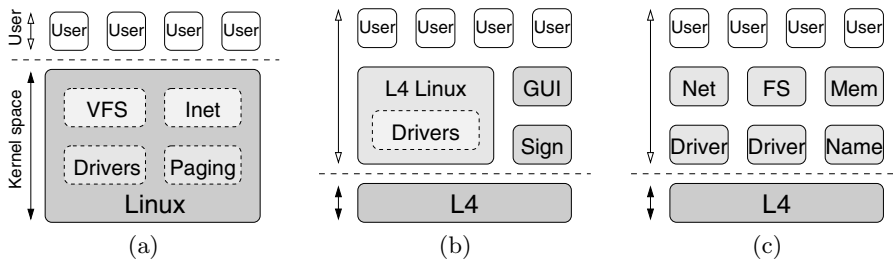 User
User User User User
Kernel space
VFS Inet
Drivers Paging
Linux
(a)
User User User User
L4 Linux
Drivers
GUI
Sign
L4
(b)
User User User User
Net FS Mem
Driver Driver Name
L4
(c)